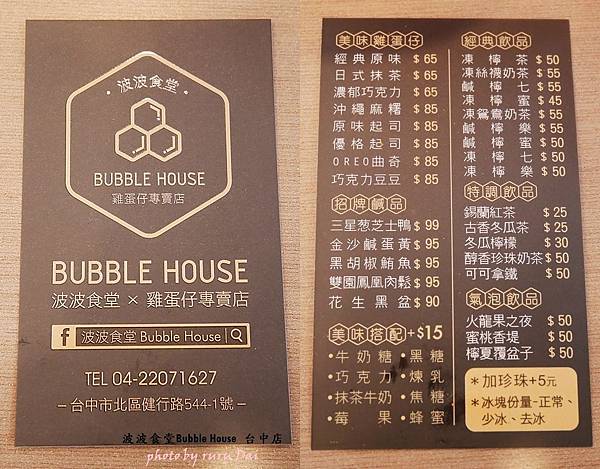 波波食堂
BUBBLE HOUSE
雞蛋仔專賣店
BUBBLE HOUSE
波波食堂 × 雞蛋仔專賣店
f 波波食堂 Bubble House
TEL 04-22071627
–台中市北區健行路544-1號–
波波食堂Bubble House 台中店
photo by ruru Dai
美味雞蛋仔
經典原味 $65
日式抹茶 $65
濃郁巧克力 $65
沖繩麻糬 $85
原味起司 $85
優格起司 $85
OREO曲奇 $85
巧克力豆豆 $85
招牌鹹品
三星葱芝士鴨 $99
金沙鹹蛋黃 $95
黑胡椒鮪魚 $95
雙園鳳凰肉鬆 $95
花生黑盆 $90
美味搭配+$15
•牛奶糖 •黑糖
•巧克力 •煉乳
•抹茶牛奶 •焦糖
•莓果 •蜂蜜
經典飲品
凍檸茶 $50
凍絲襪奶茶 $55
鹹檸七 $55
凍檸蜜 $45
凍鴛鴦奶茶 $55
鹹檸樂 $55
鹹檸蜜 $50
凍檸七 $50
凍檸樂 $50
特調飲品
錫蘭紅茶 $25
古香冬瓜茶 $25
冬瓜檸檬 $30
醇香珍珠奶茶 $50
可可拿鐵 $50
氣泡飲品
火龍果之夜 $50
蜜桃香堤 $50
檸夏覆盆子 $50
*加珍珠+5元
*冰塊份量-正常、
少冰、去冰